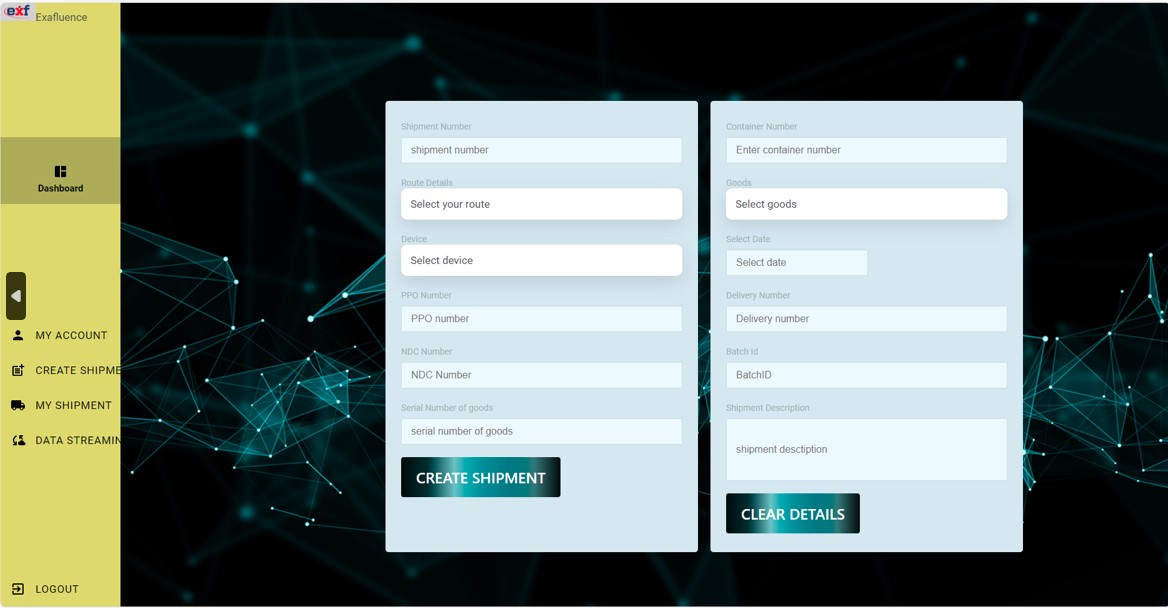 exf Exafluence
Dashboard
MY ACCOUNT
CREATE SHIPME
MY SHIPMENT
DATA STREAMIN
LOGOUT
Shipment Number
shipment number
Route Details
Select your route
Device
Select device
PPO Number
PPO number
NDC Number
NDC Number
Serial Number of goods
serial number of goods
CREATE SHIPMENT
Container Number
Enter container number
Goods
Select goods
Select Date
Select date
Delivery Number
Delivery number
Batch Id
BatchID
Shipment Description
shipment desctiption
CLEAR DETAILS